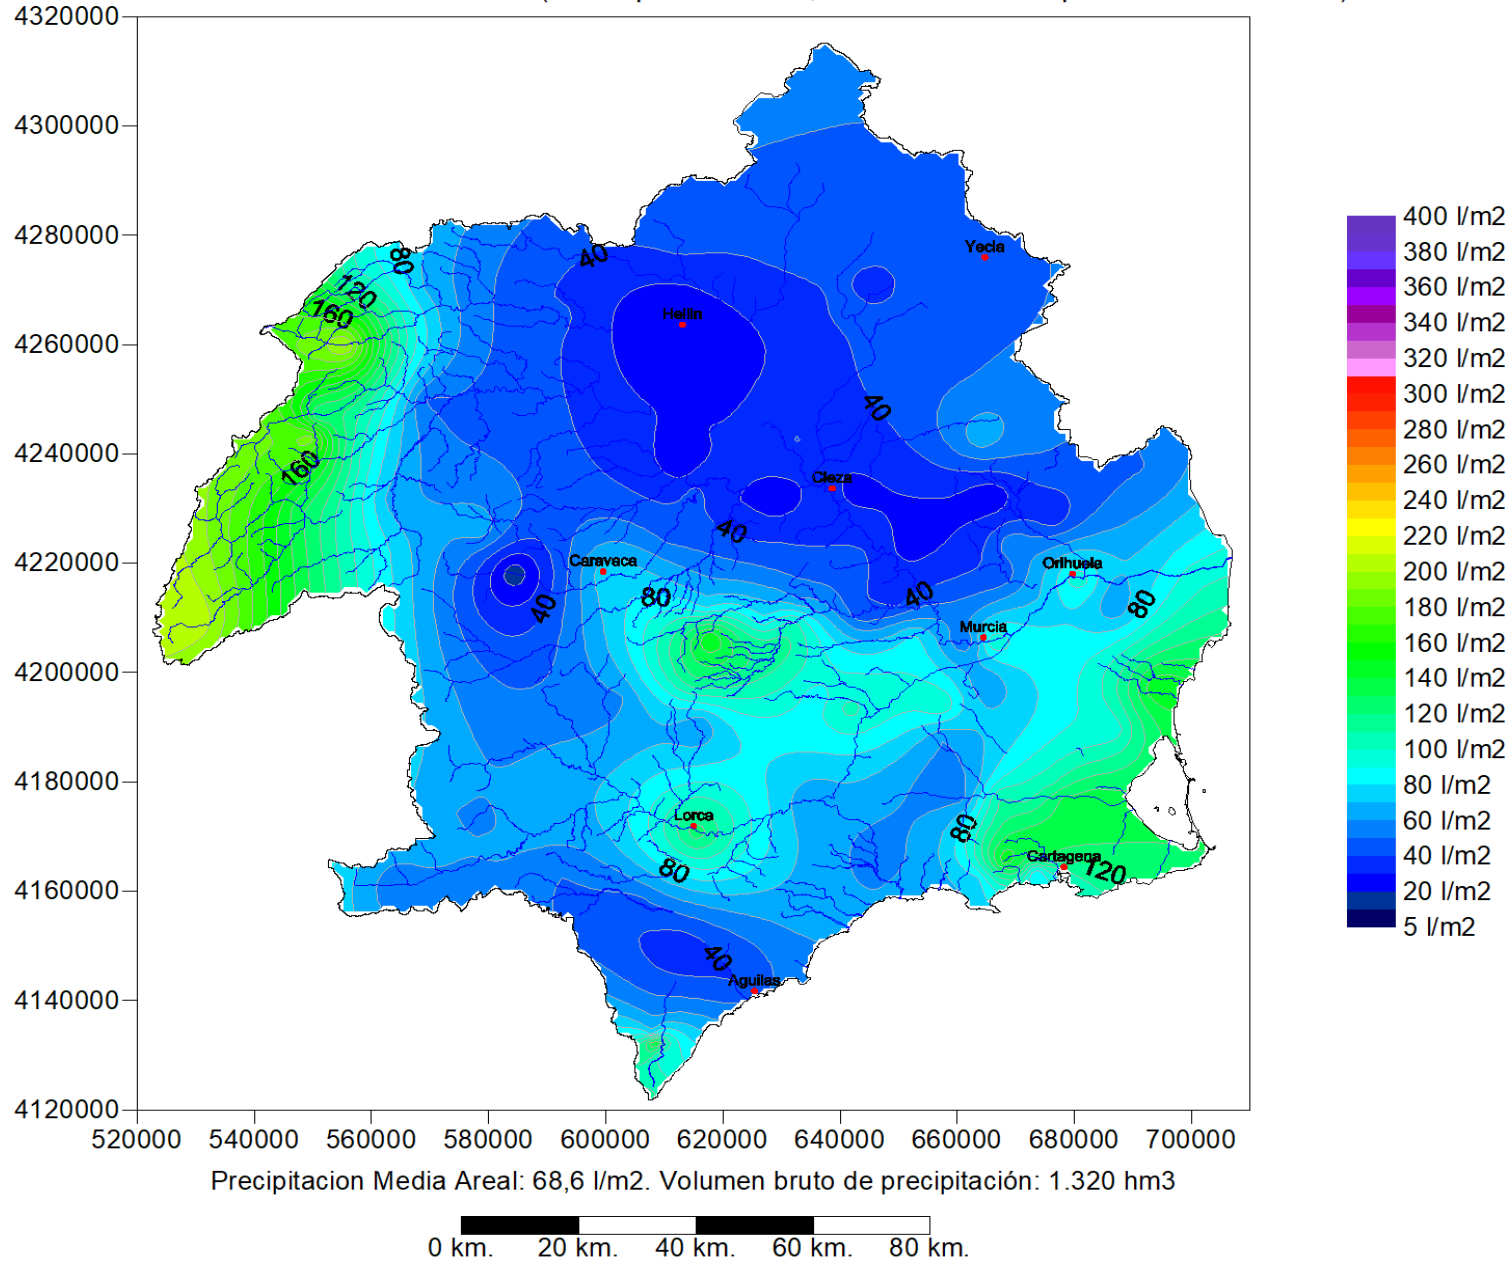 4320000
4300000
4280000
4260000
4240000
4220000
4200000
4180000
4160000
4140000
4120000
520000 540000 560000 580000 600000 620000 640000 660000 680000 700000
80
120
160
160
40
40
40
40
40
80
80
80
80
120
40
Yecla
Hellin
Cieza
Caravaca
Orihuela
Murcia
Lorca
Cartagena
Aguilas
400 l/m2
380 l/m2
360 l/m2
340 l/m2
320 l/m2
300 l/m2
280 l/m2
260 l/m2
240 l/m2
220 l/m2
200 l/m2
180 l/m2
160 l/m2
140 l/m2
120 l/m2
100 l/m2
80 l/m2
60 l/m2
40 l/m2
20 l/m2
5 l/m2
Precipitacion Media Areal: 68,6 l/m2. Volumen bruto de precipitación: 1.320 hm3
0 km. 20 km. 40 km. 60 km. 80 km.